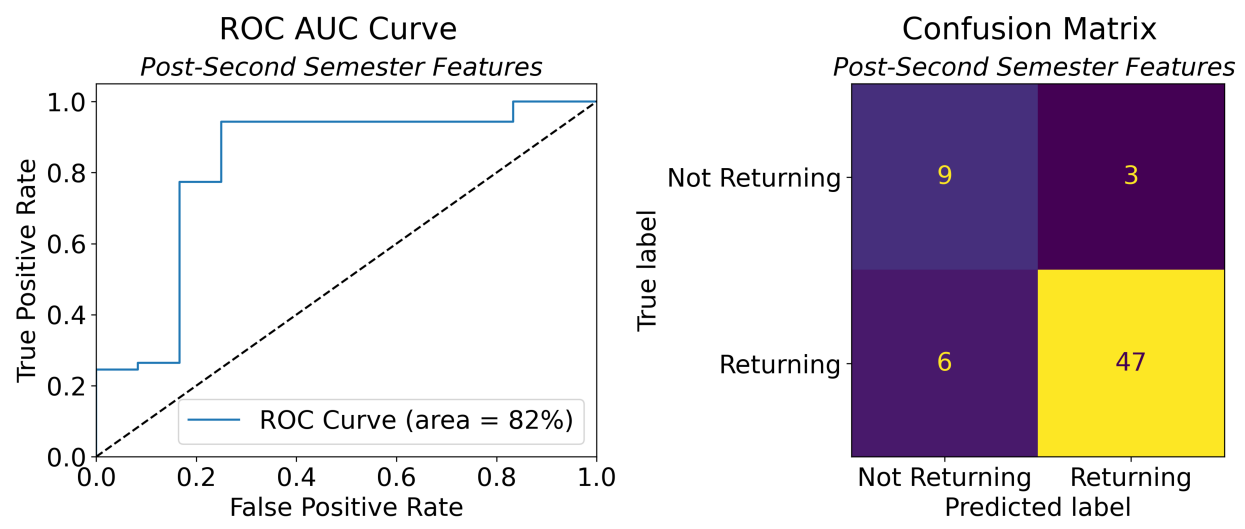 ROC AUC Curve
Post-Second Semester Features
True Positive Rate
1.0
0.8
0.6
0.4
0.2
0.0
ROC Curve (area = 82%)
0.0 0.2 0.4 0.6 0.8 1.0
False Positive Rate
Confusion Matrix
Post-Second Semester Features
True label
Not Returning 9 3
Returning 6 47
Not Returning Returning
Predicted label